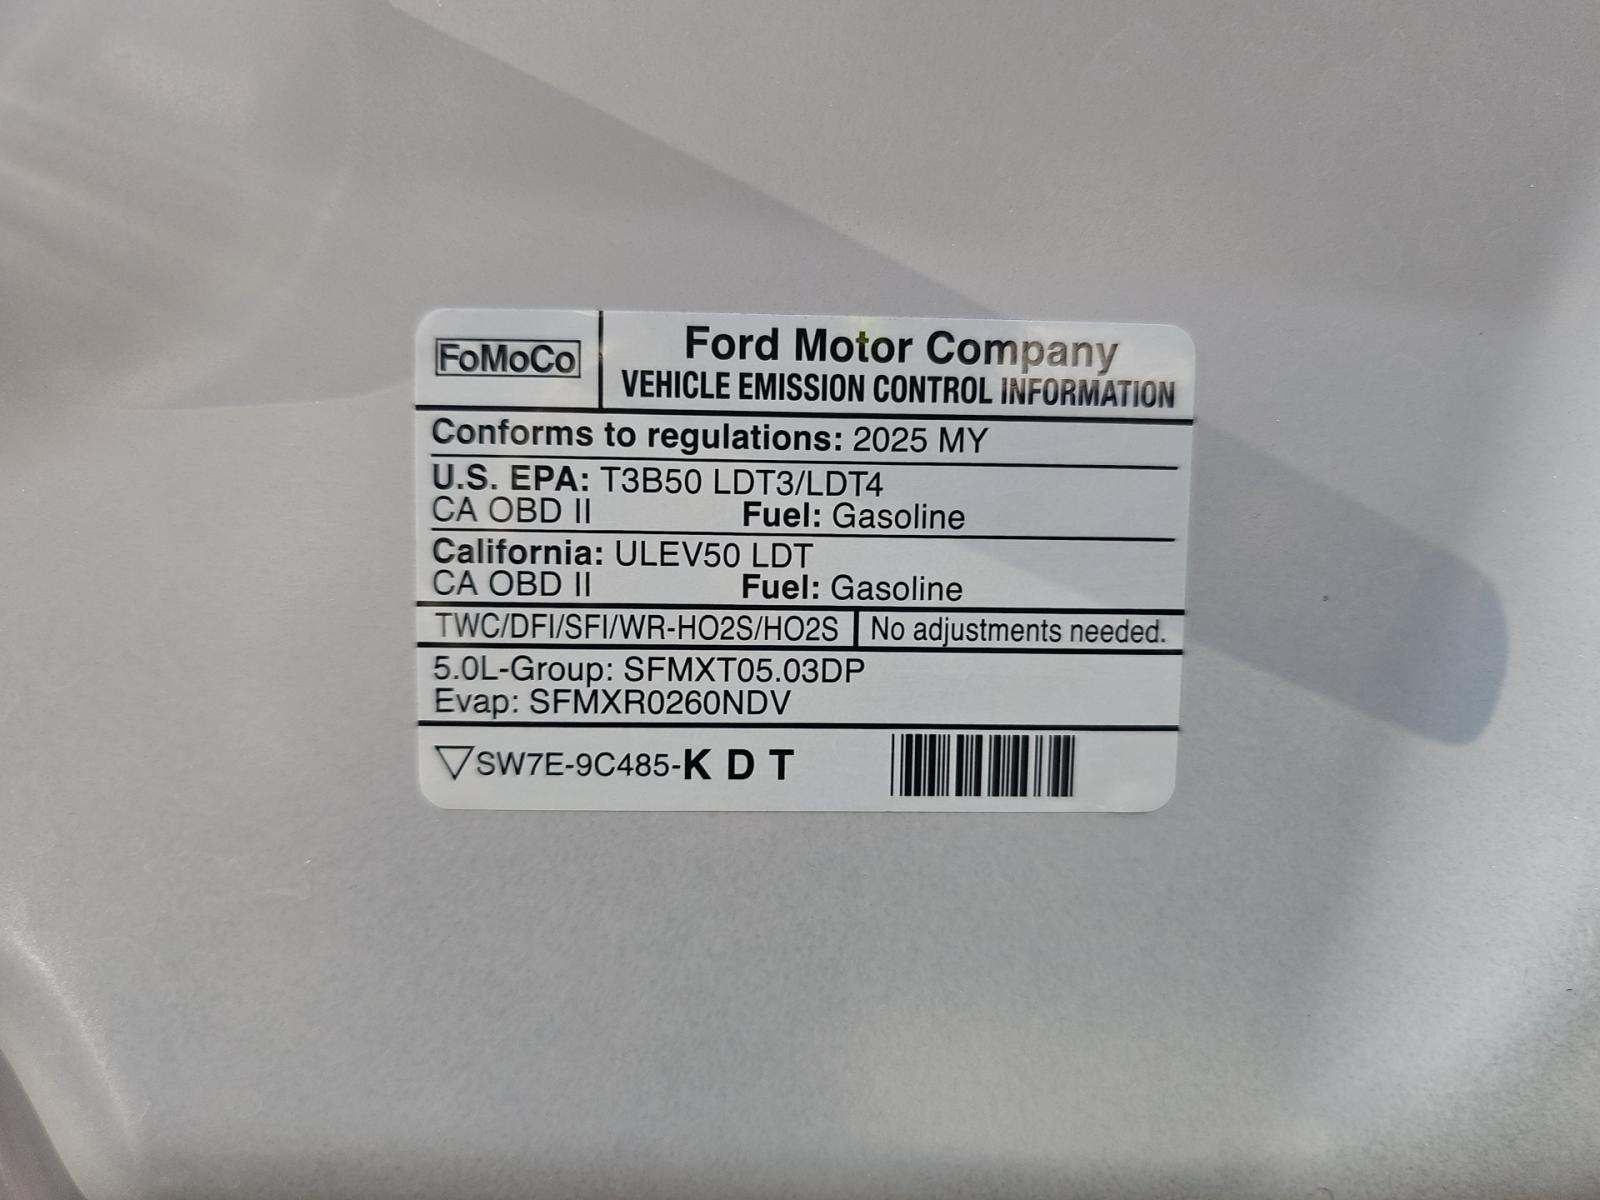 FoMoCo
Ford Motor Company
VEHICLE EMISSION CONTROL INFORMATION
Conforms to regulations: 2025 MY
U.S. EPA: T3B50 LDT3/LDT4
CA OBD II Fuel: Gasoline
California: ULEV50 LDT
CA OBD II Fuel: Gasoline
TWC/DFI/SFI/WR-HO2S/HO2S No adjustments needed.
5.0L-Group: SFMXT05.03DP
Evap: SFMXR0260NDV
▽SW7E-9C485-K D T